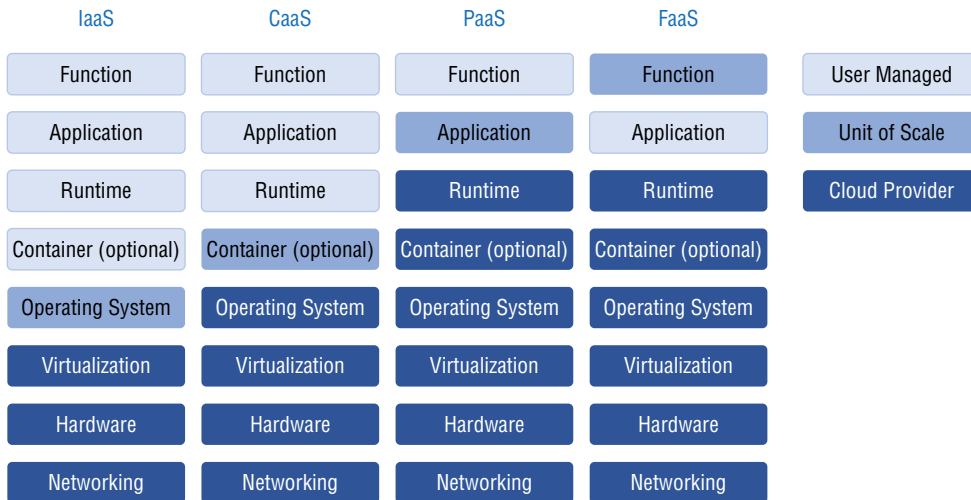 IaaS CaaS PaaS FaaS
Function Function Function Function User Managed
Application Application Application Application Unit of Scale
Runtime Runtime Runtime Runtime Cloud Provider
Container (optional) Container (optional) Container (optional) Container (optional)
Operating System Operating System Operating System Operating System
Virtualization Virtualization Virtualization Virtualization
Hardware Hardware Hardware Hardware
Networking Networking Networking Networking